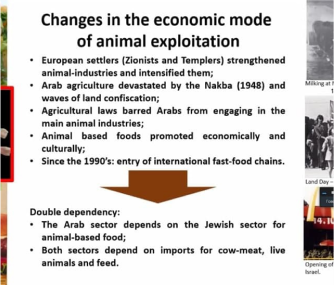 Changes in the economic mode
of animal exploitation
• European settlers (Zionists and Templers) strengthened
animal-industries and intensified them;
• Arab agriculture devastated by the Nakba (1948) and
waves of land confiscation;
• Agricultural laws barred Arabs from engaging in the
main animal industries;
• Animal based foods promoted economically and
culturally;
• Since the 1990's: entry of international fast-food chains.
Double dependency:
• The Arab sector depends on the Jewish sector for
animal-based food;
• Both sectors depend on imports for cow-meat, live
animals and feed.
Milking at
Land Day –
Opening of
Israel.